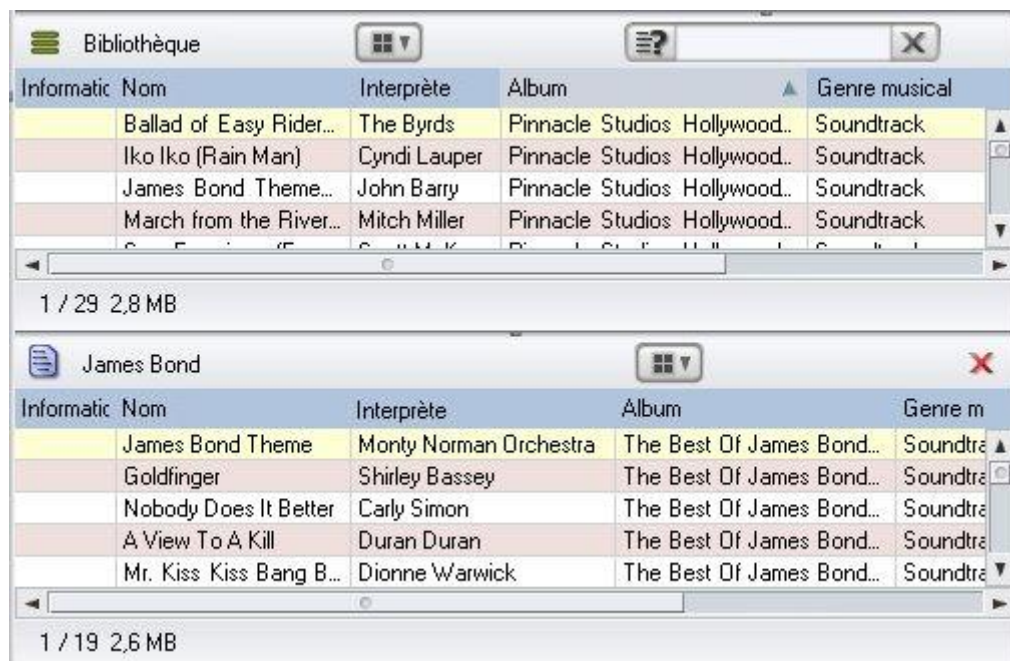 Bibliothèque
Informatic Nom Interprète Album Genre musical
Ballad of Easy Rider... The Byrds Pinnacle Studios Hollywood.. Soundtrack
Iko Iko (Rain Man) Cyndi Lauper Pinnacle Studios Hollywood.. Soundtrack
James Bond Theme... John Barry Pinnacle Studios Hollywood.. Soundtrack
March from the River... Mitch Miller Pinnacle Studios Hollywood.. Soundtrack
1 / 29 2,8 MB
James Bond
Informatic Nom Interprète Album Genre m
James Bond Theme Monty Norman Orchestra The Best Of James Bond... Soundtra
Goldfinger Shirley Bassey The Best Of James Bond... Soundtra
Nobody Does It Better Carly Simon The Best Of James Bond... Soundtra
A View To A Kill Duran Duran The Best Of James Bond... Soundtra
Mr. Kiss Kiss Bang B... Dionne Warwick The Best Of James Bond... Soundtra
1 / 19 2,6 MB